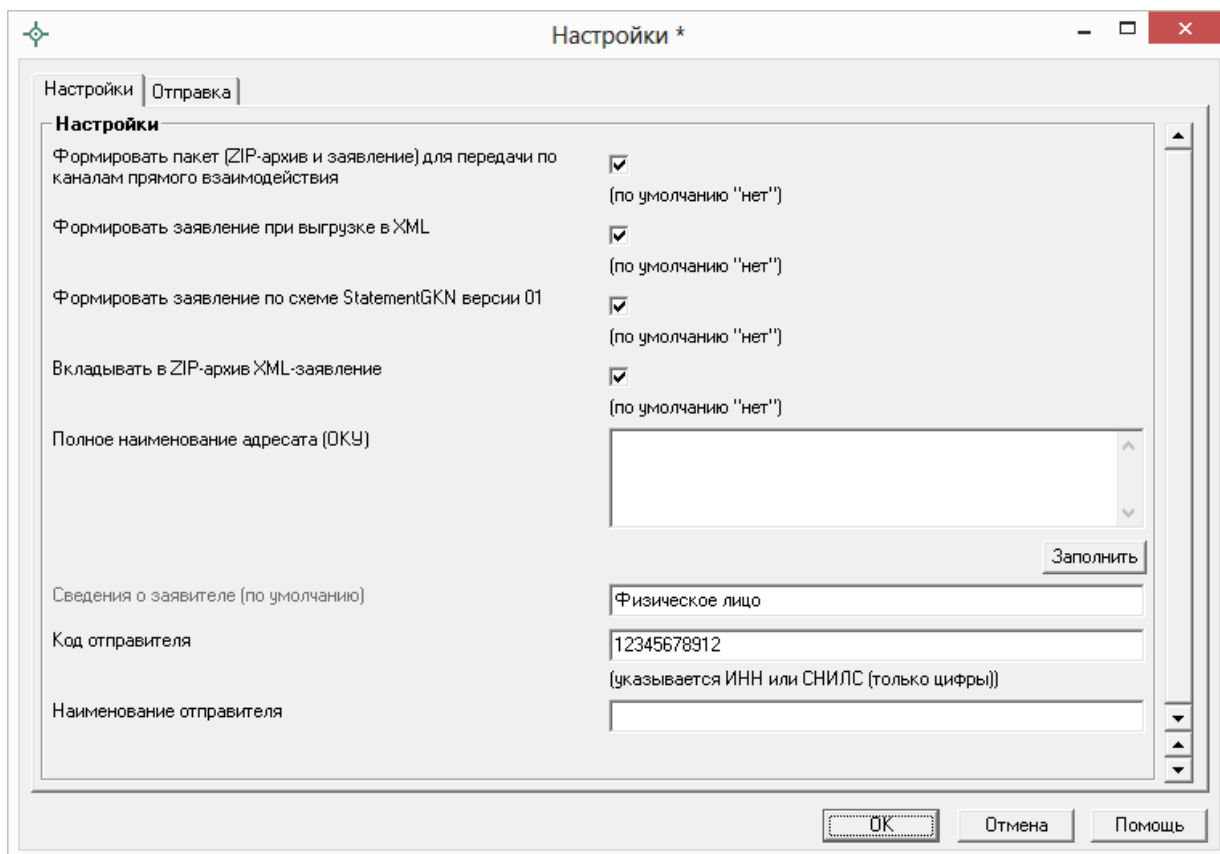 Настройки *
Настройки
Отправка
Настройки
Формировать пакет (ZIP-архив и заявление) для передачи по
каналам прямого взаимодействия
(по умолчанию "нет")
Формировать заявление при выгрузке в XML
(по умолчанию "нет")
Формировать заявление по схеме StatementGKN версии 01
(по умолчанию "нет")
Вкладывать в ZIP-архив XML-заявление
(по умолчанию "нет")
Полное наименование адресата (ОКУ)
Заполнить
Сведения о заявителе (по умолчанию)
Физическое лицо
Код отправителя
12345678912
(указывается ИНН или СНИЛС (только цифры))
Наименование отправителя
OK
Отмена
Помощь